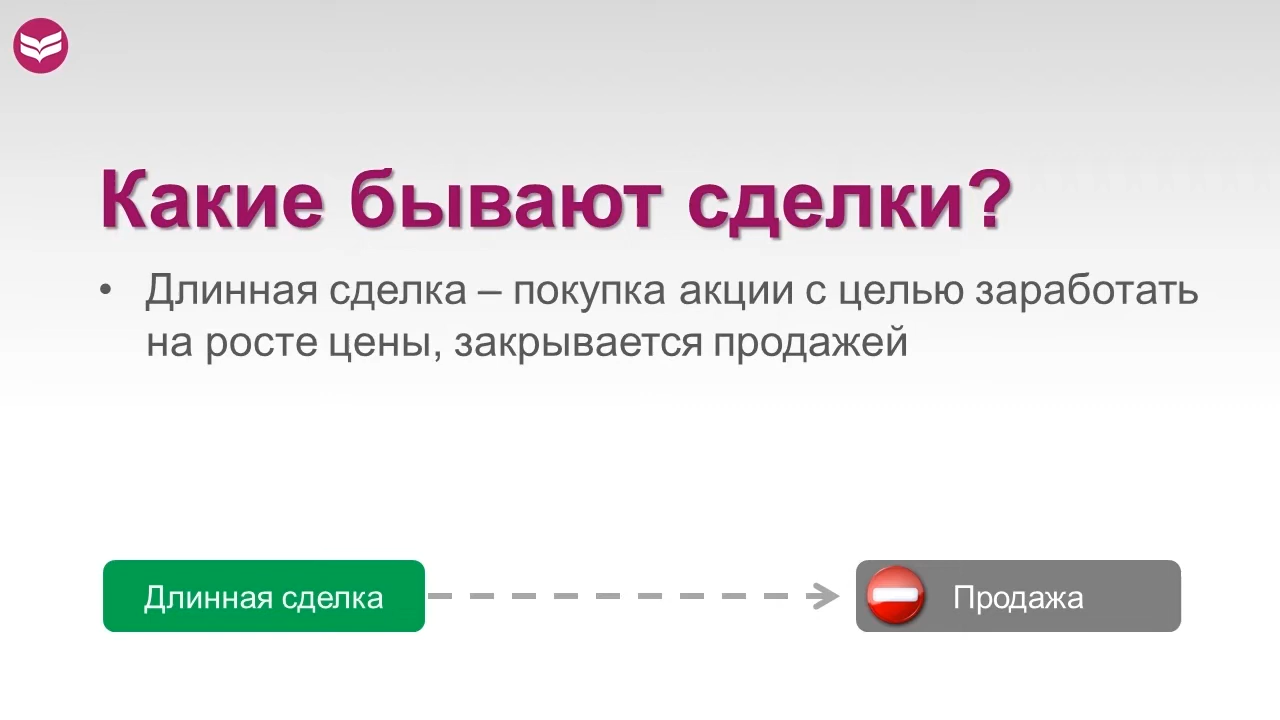 Какие бывают сделки?
• Длинная сделка – покупка акции с целью заработать
на росте цены, закрывается продажей
Длинная сделка
Продажа